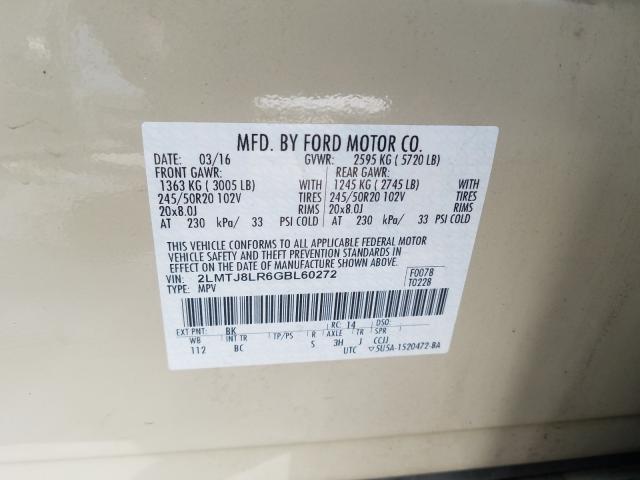 MFD. BY FORD MOTOR CO.
DATE: 03/16 GVWR: 2595 KG ( 5720 LB)
FRONT GAWR: REAR GAWR:
1363 KG ( 3005 LB) WITH 1245 KG ( 2745 LB) WITH
245/50R20 102V TIRES 245/50R20 102V TIRES
20x8.0J RIMS 20x8.0J RIMS
AT 230 kPa/ 33 PSI COLD AT 230 kPa/ 33 PSI COLD
THIS VEHICLE CONFORMS TO ALL APPLICABLE FEDERAL MOTOR
VEHICLE SAFETY AND THEFT PREVENTION STANDARDS IN
EFFECT ON THE DATE OF MANUFACTURE SHOWN ABOVE.
VIN: 2LMTJ8LR6GBL60272 F0078
TYPE: MPV T0228
EXT PNT: BK RC: 14 DSO:
WB INT TR TP/PS R AXLE TR SPR
112 BC S 3H J CCJJ
UTC ▽5U5A-1520472-BA